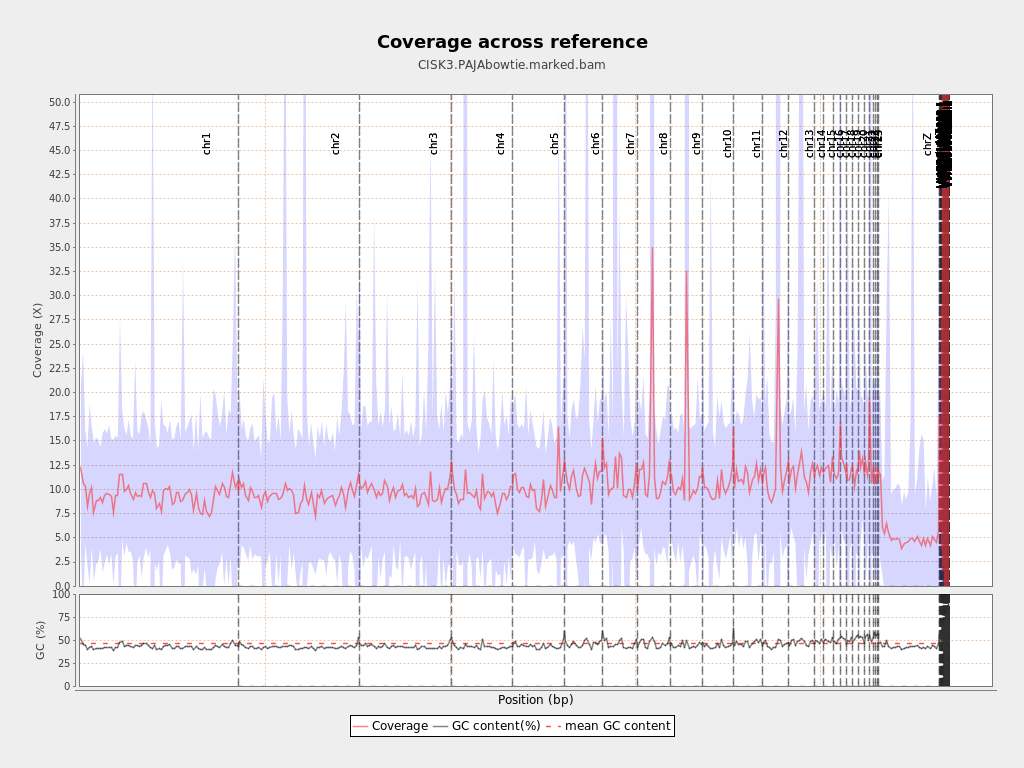 Coverage across reference
CISK3.PAJAbowtie.marked.bam
Coverage (X)
50.0
47.5
45.0
42.5
40.0
37.5
35.0
32.5
30.0
27.5
25.0
22.5
20.0
17.5
15.0
12.5
10.0
7.5
5.0
2.5
0.0
chr1
chr2
chr3
chr4
chr5
chr6
chr7
chr8
chr9
chr10
chr11
chr12
chr13
chr14
chr15
chrZ
GC (%)
100
75
50
25
0
Position (bp)
Coverage GC content(%) mean GC content